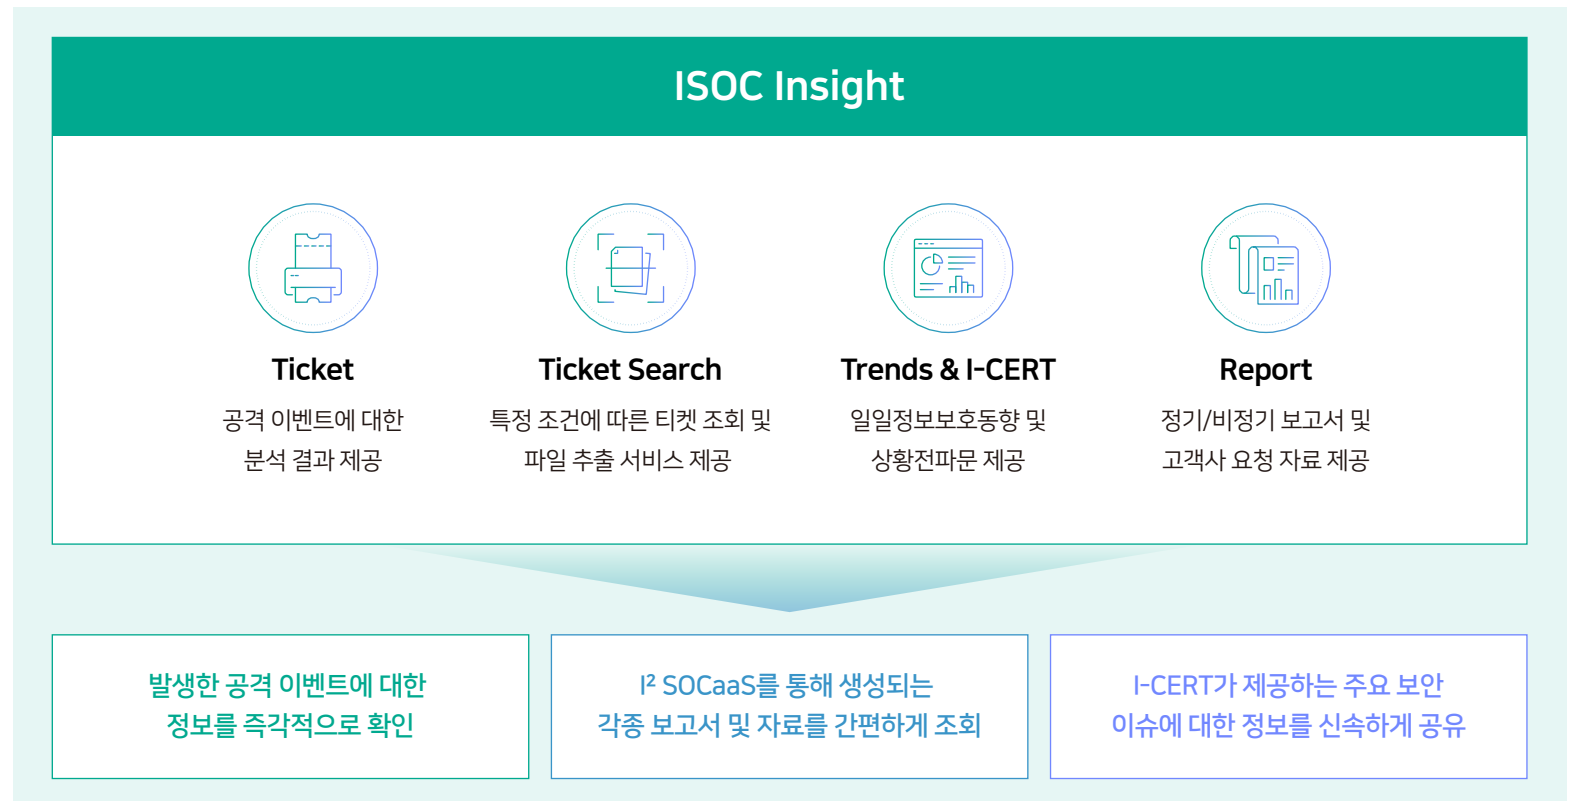 ISOC Insight
Ticket
공격 이벤트에 대한
분석 결과 제공
Ticket Search
특정 조건에 따른 티켓 조회 및
파일 추출 서비스 제공
Trends & I-CERT
일일정보보호동향 및
상황전파문 제공
Report
정기/비정기 보고서 및
고객사 요청 자료 제공
발생한 공격 이벤트에 대한
정보를 즉각적으로 확인
I² SOCaaS를 통해 생성되는
각종 보고서 및 자료를 간편하게 조회
I-CERT가 제공하는 주요 보안
이슈에 대한 정보를 신속하게 공유